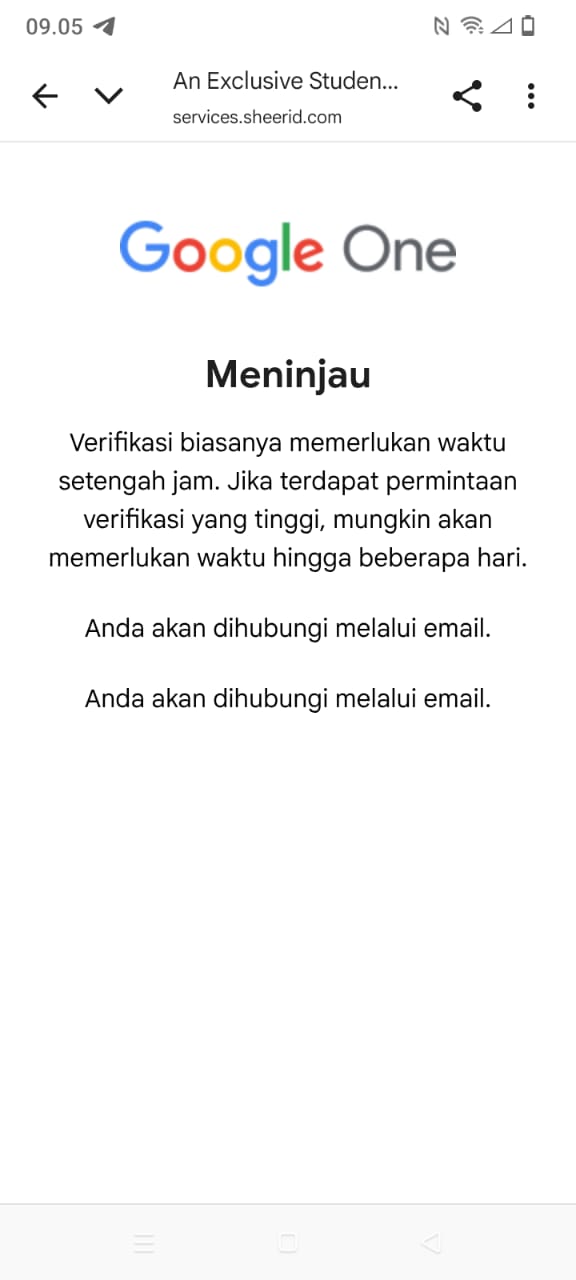 09.05
An Exclusive Studen...
services.sheerid.com
Google One
Meninjau
Verifikasi biasanya memerlukan waktu
setengah jam. Jika terdapat permintaan
verifikasi yang tinggi, mungkin akan
memerlukan waktu hingga beberapa hari.
Anda akan dihubungi melalui email.
Anda akan dihubungi melalui email.